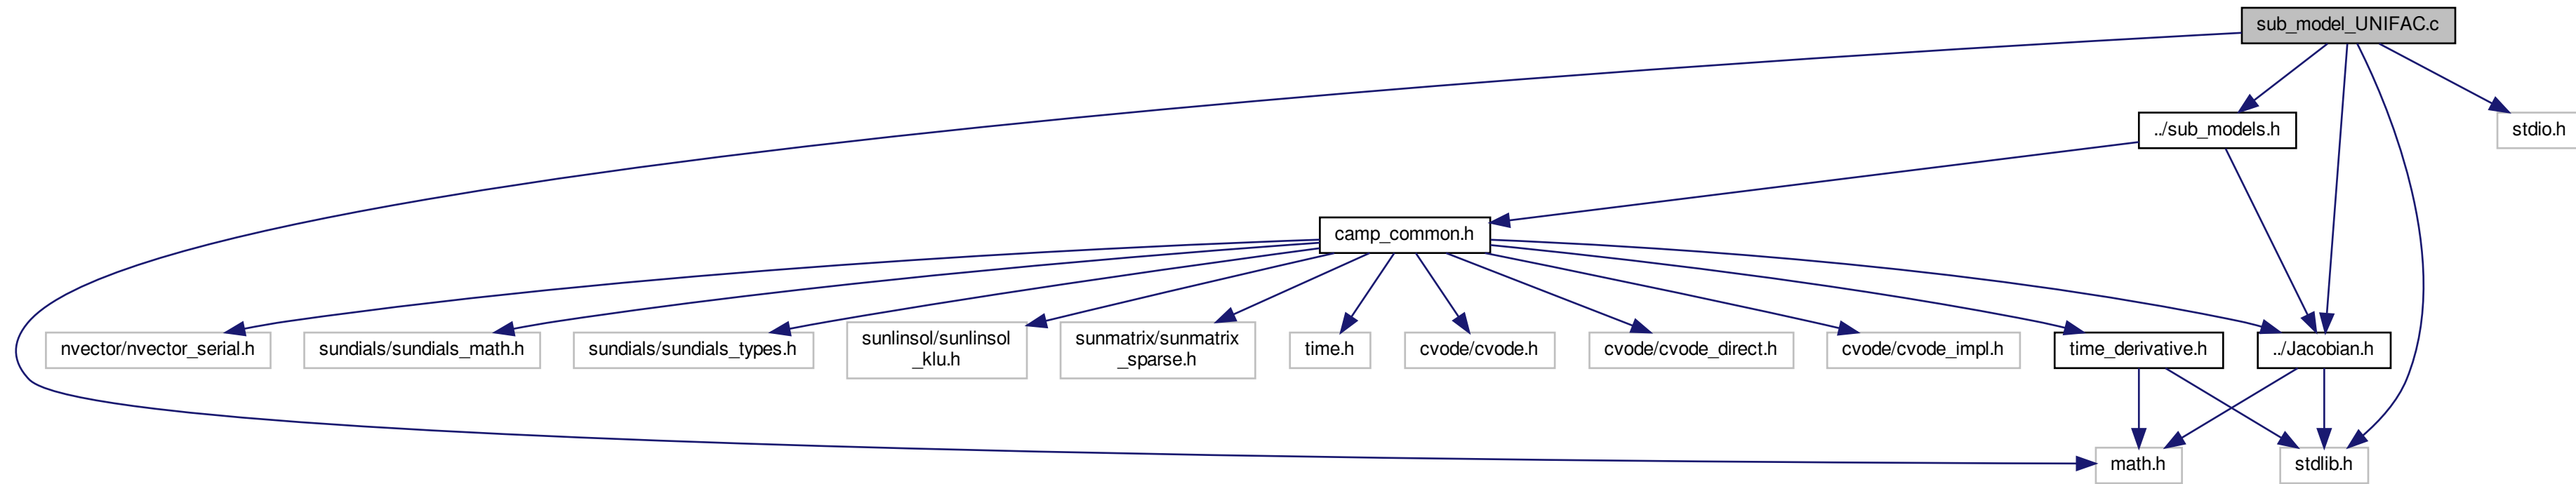 sub_model_UNIFAC.c
../sub_models.h
stdio.h
camp_common.h
nvector/nvector_serial.h
sundials/sundials_math.h
sundials/sundials_types.h
sunlinsol/sunlinsol
_klu.h
sunmatrix/sunmatrix
_sparse.h
time.h
cvode/cvode.h
cvode/cvode_direct.h
cvode/cvode_impl.h
time_derivative.h
../Jacobian.h
math.h
stdlib.h